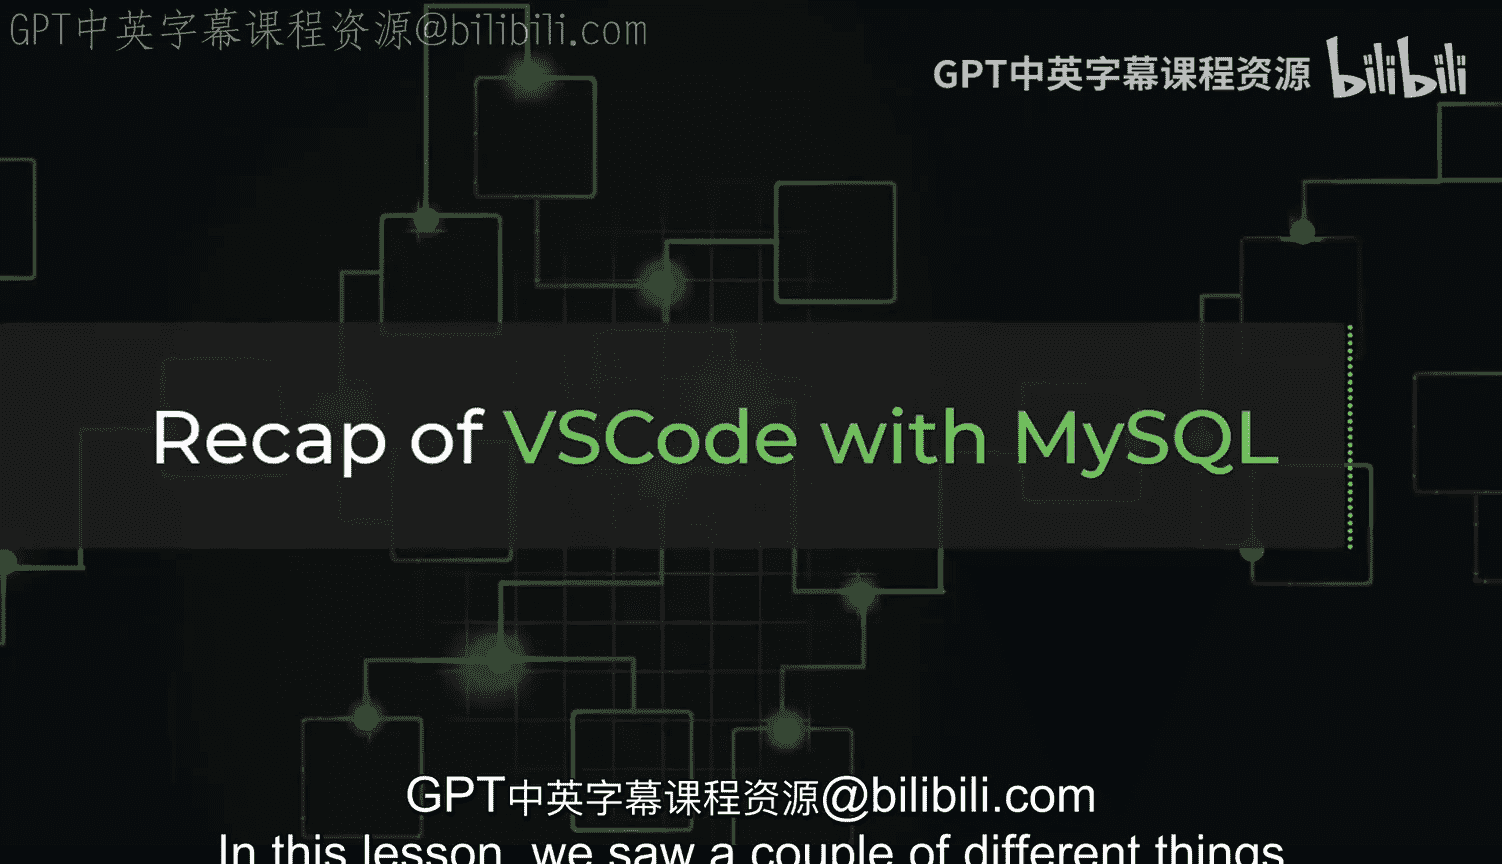 GPT中英字幕课程资源@bilibili.com
GPT中英字幕课程资源 bilibili
Recap of VSCode with MySQL
GPT中英字幕课程资源@bilibili.com
In this lesson, we saw a couple of different things